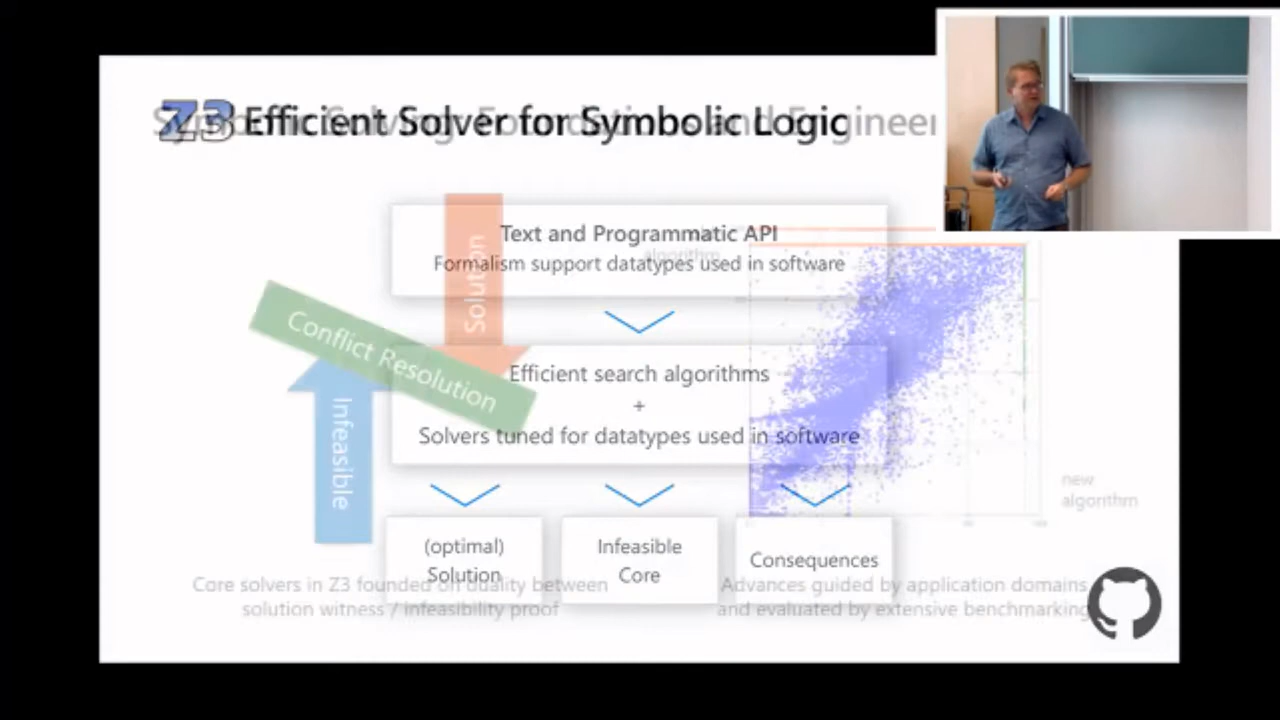 Z3 Efficient Solver for Symbolic Logic
Text and Programmatic API
Formalism support datatypes used in software
algorithm
Solution
Conflict Resolution
Infeasible
Efficient search algorithms
+
Solvers tuned for datatypes used in software
new
algorithm
(optimal)
Solution
Infeasible
Core
Consequences
Core solvers in Z3 founded on duality between
solution witness / infeasibility proof
Advances guided by application domains
and evaluated by extensive benchmarking